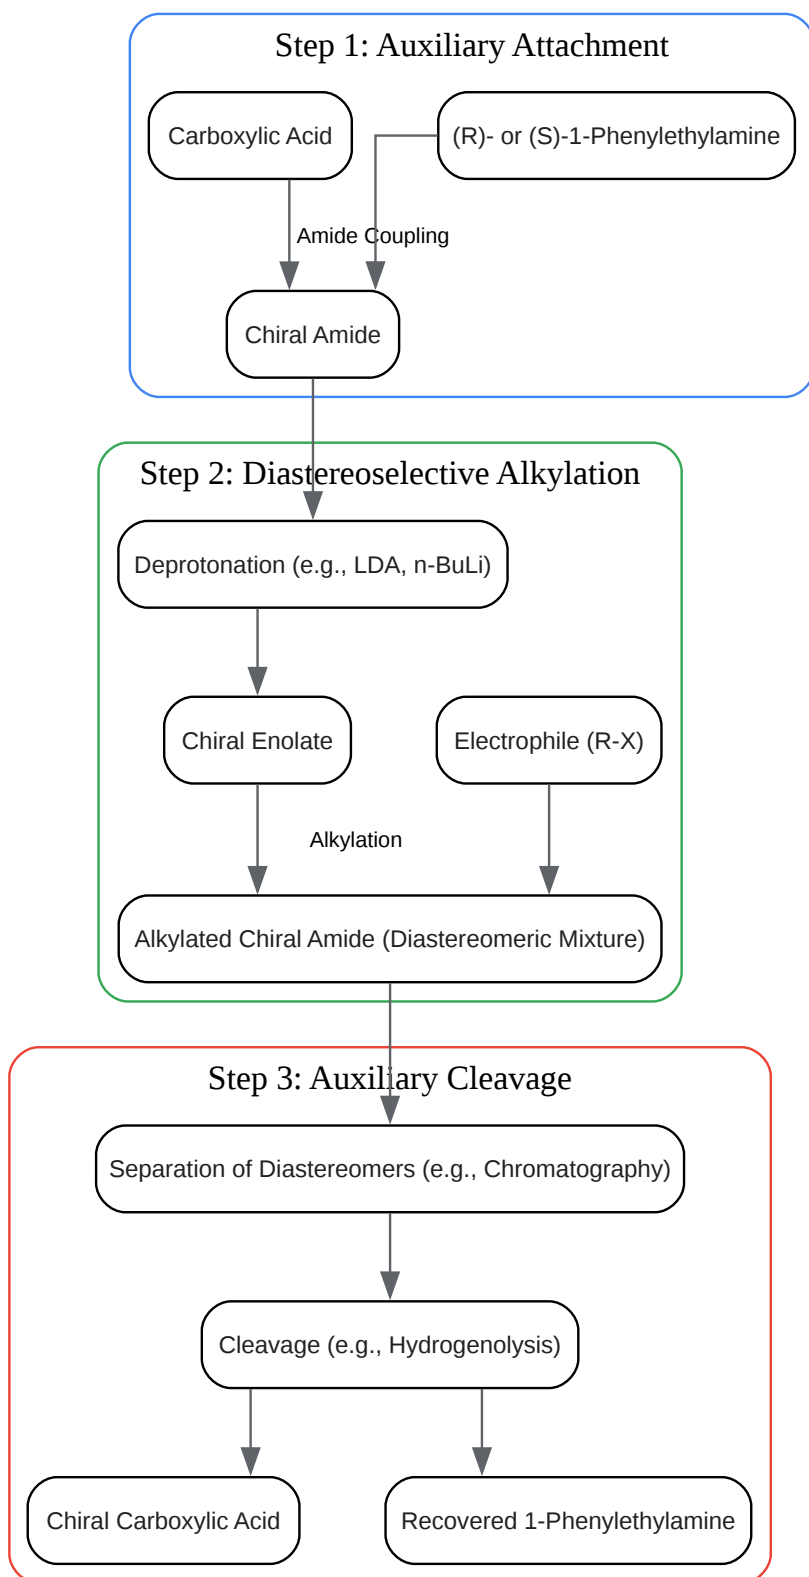 Step 1: Auxiliary Attachment
Carboxylic Acid
(R)- or (S)-1-Phenylethylamine
Amide Coupling
Chiral Amide
Step 2: Diastereoselective Alkylation
Deprotonation (e.g., LDA, n-BuLi)
Chiral Enolate
Electrophile (R-X)
Alkylation
Alkylated Chiral Amide (Diastereomeric Mixture)
Step 3: Auxiliary Cleavage
Separation of Diastereomers (e.g., Chromatography)
Cleavage (e.g., Hydrogenolysis)
Chiral Carboxylic Acid
Recovered 1-Phenylethylamine